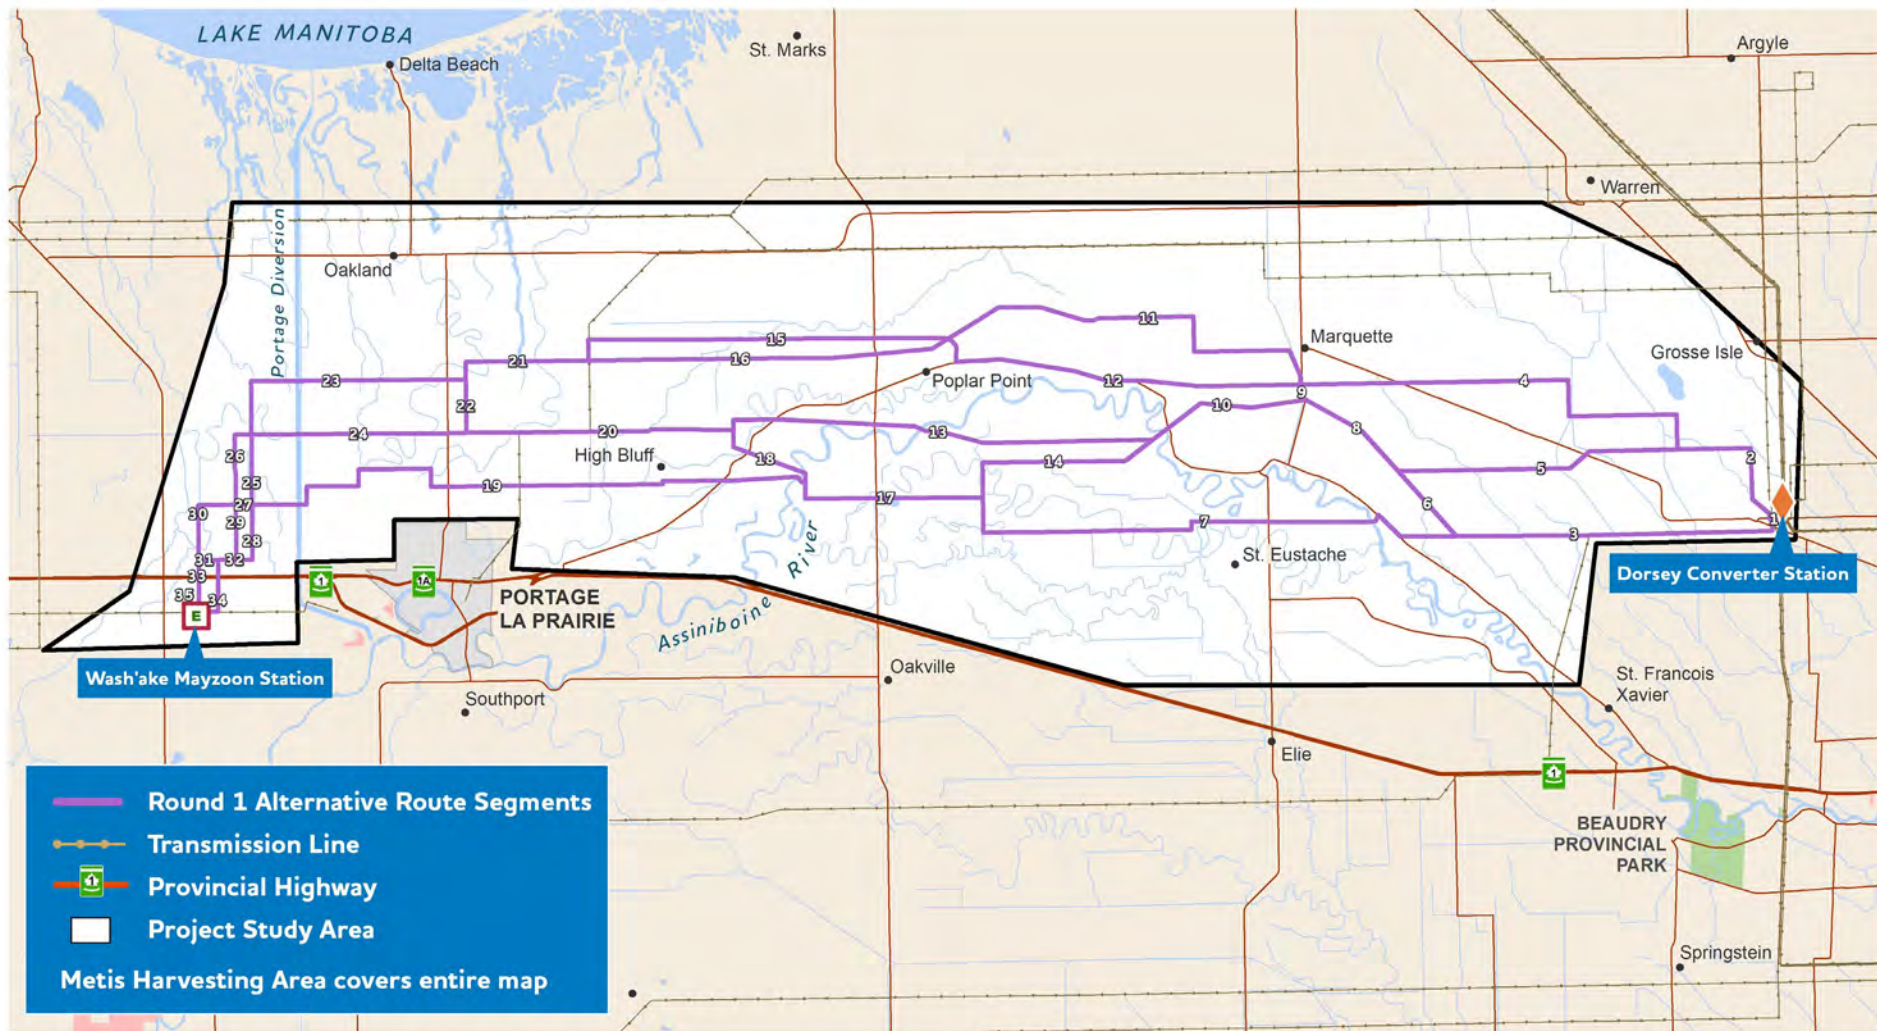 LAKE MANITOBA
Delta Beach
St. Marks
Argyle
Warren
Portage Diversion
Oakland
11
Marquette
Grosse Isle
15
16
21
23
Poplar Point
12
4
9
22
10
24
20
13
8
High Bluff
18
14
5
2
26
25
19
17
6
27
30
29
28
7
3
1
31
32
St. Eustache
33
35
34
E
1
1A
PORTAGE
LA PRAIRIE
Assiniboine River
Dorsey Converter Station
Wash'ake Mayzoon Station
Oakville
St. Francois
Xavier
Southport
Elie
1
BEAUDRY
PROVINCIAL
PARK
Springstein
Round 1 Alternative Route Segments
Transmission Line
1
Provincial Highway
Project Study Area
Metis Harvesting Area covers entire map